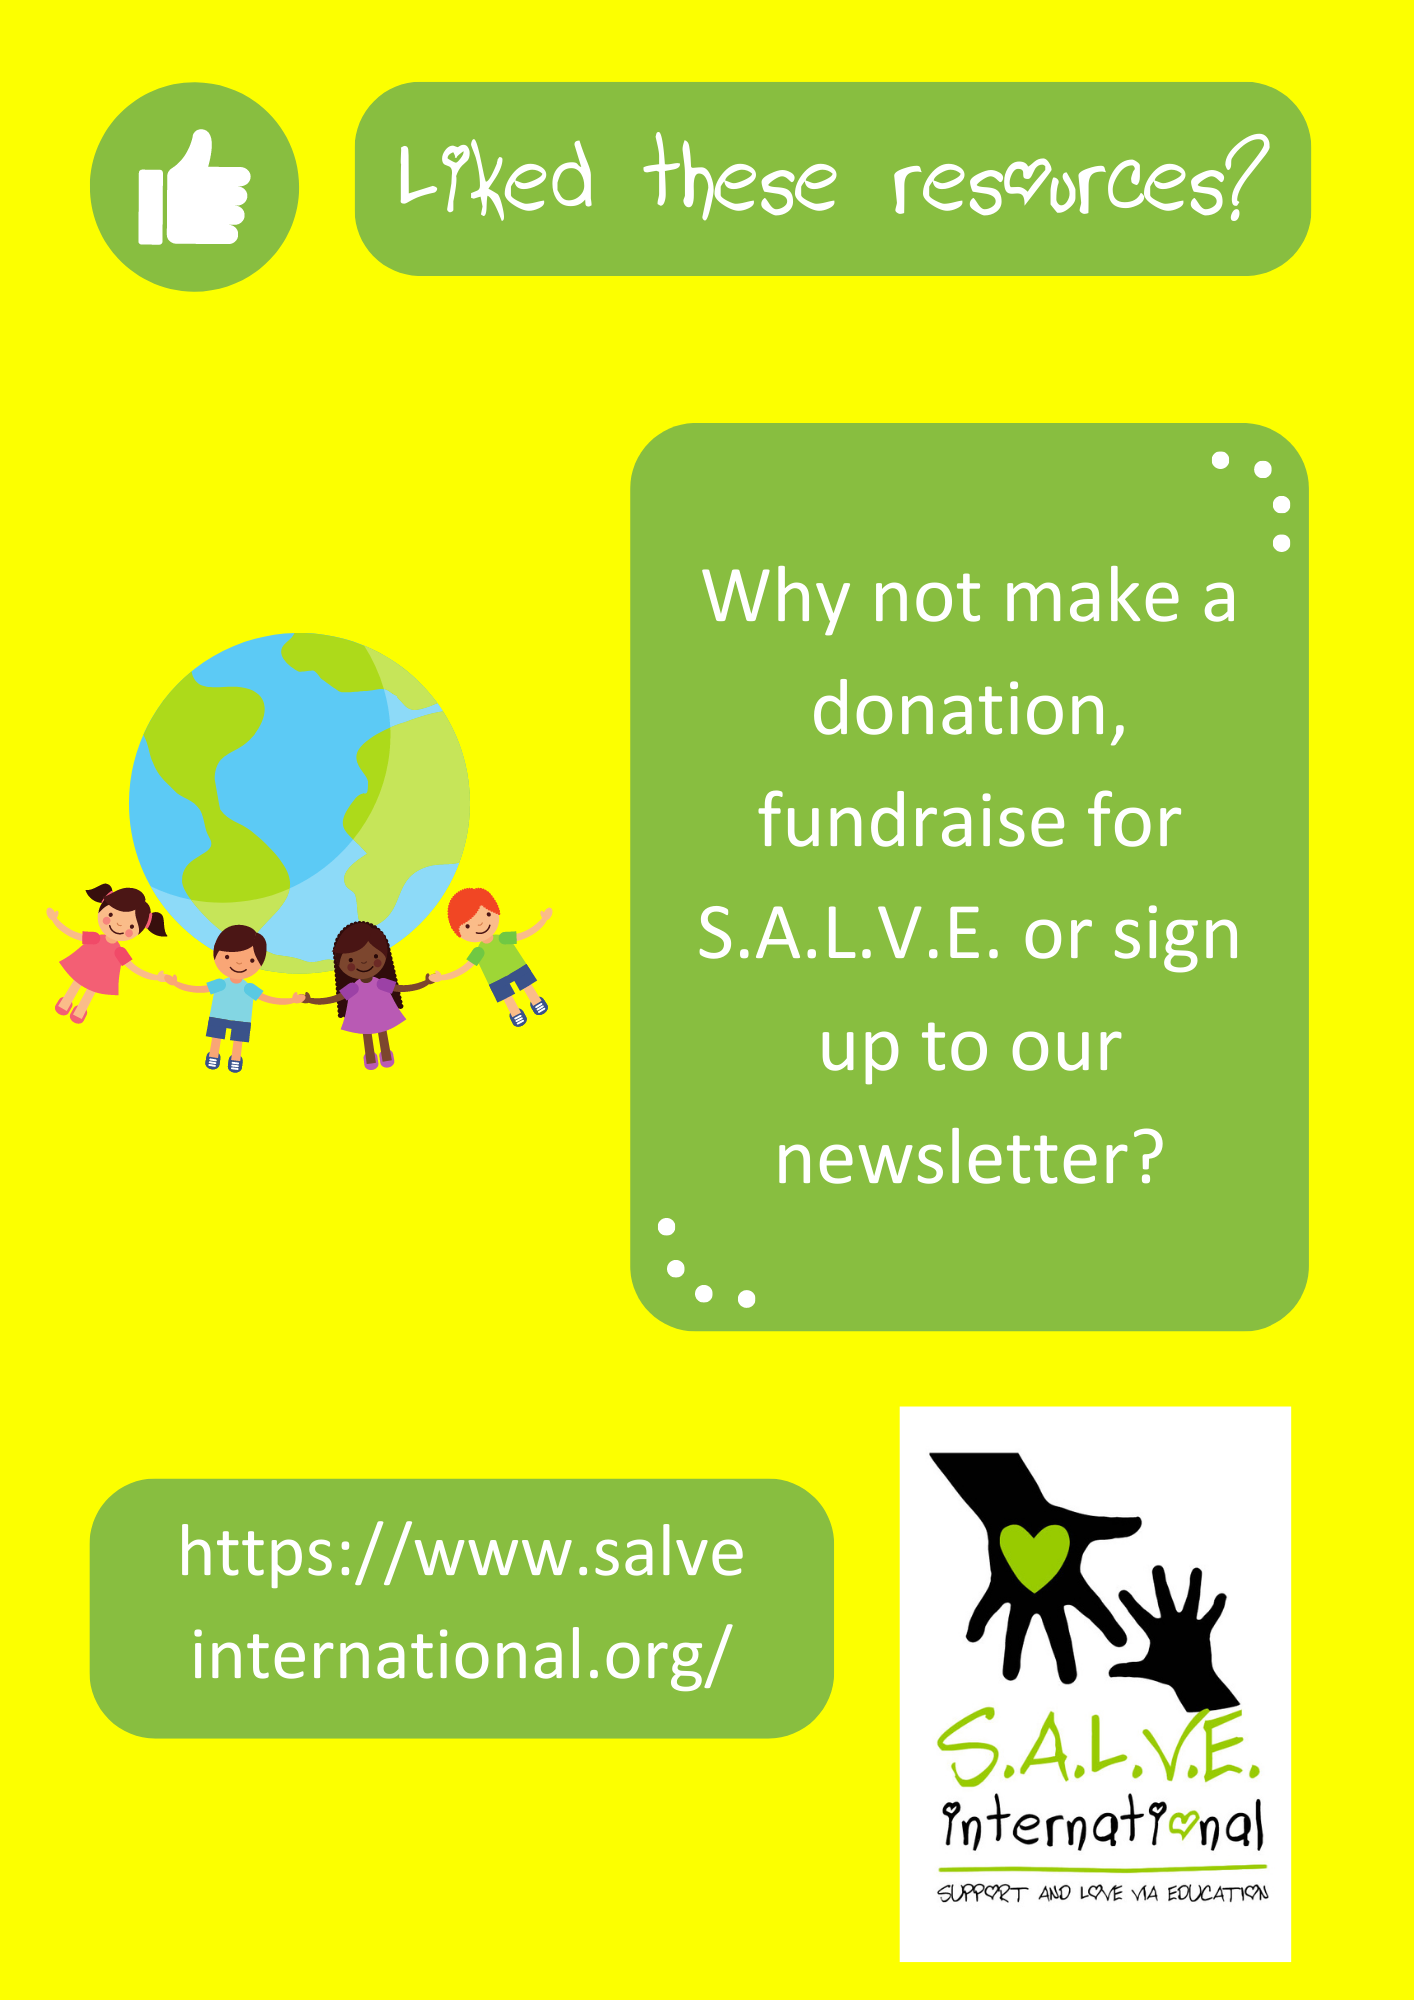 Liked these resources?
Why not make a
donation,
fundraise for
S.A.L.V.E. or sign
up to our
newsletter?
https://www.salve
international.org/
S.A.L.V.E.
international
SUPPORT AND LOVE VIA EDUCATION